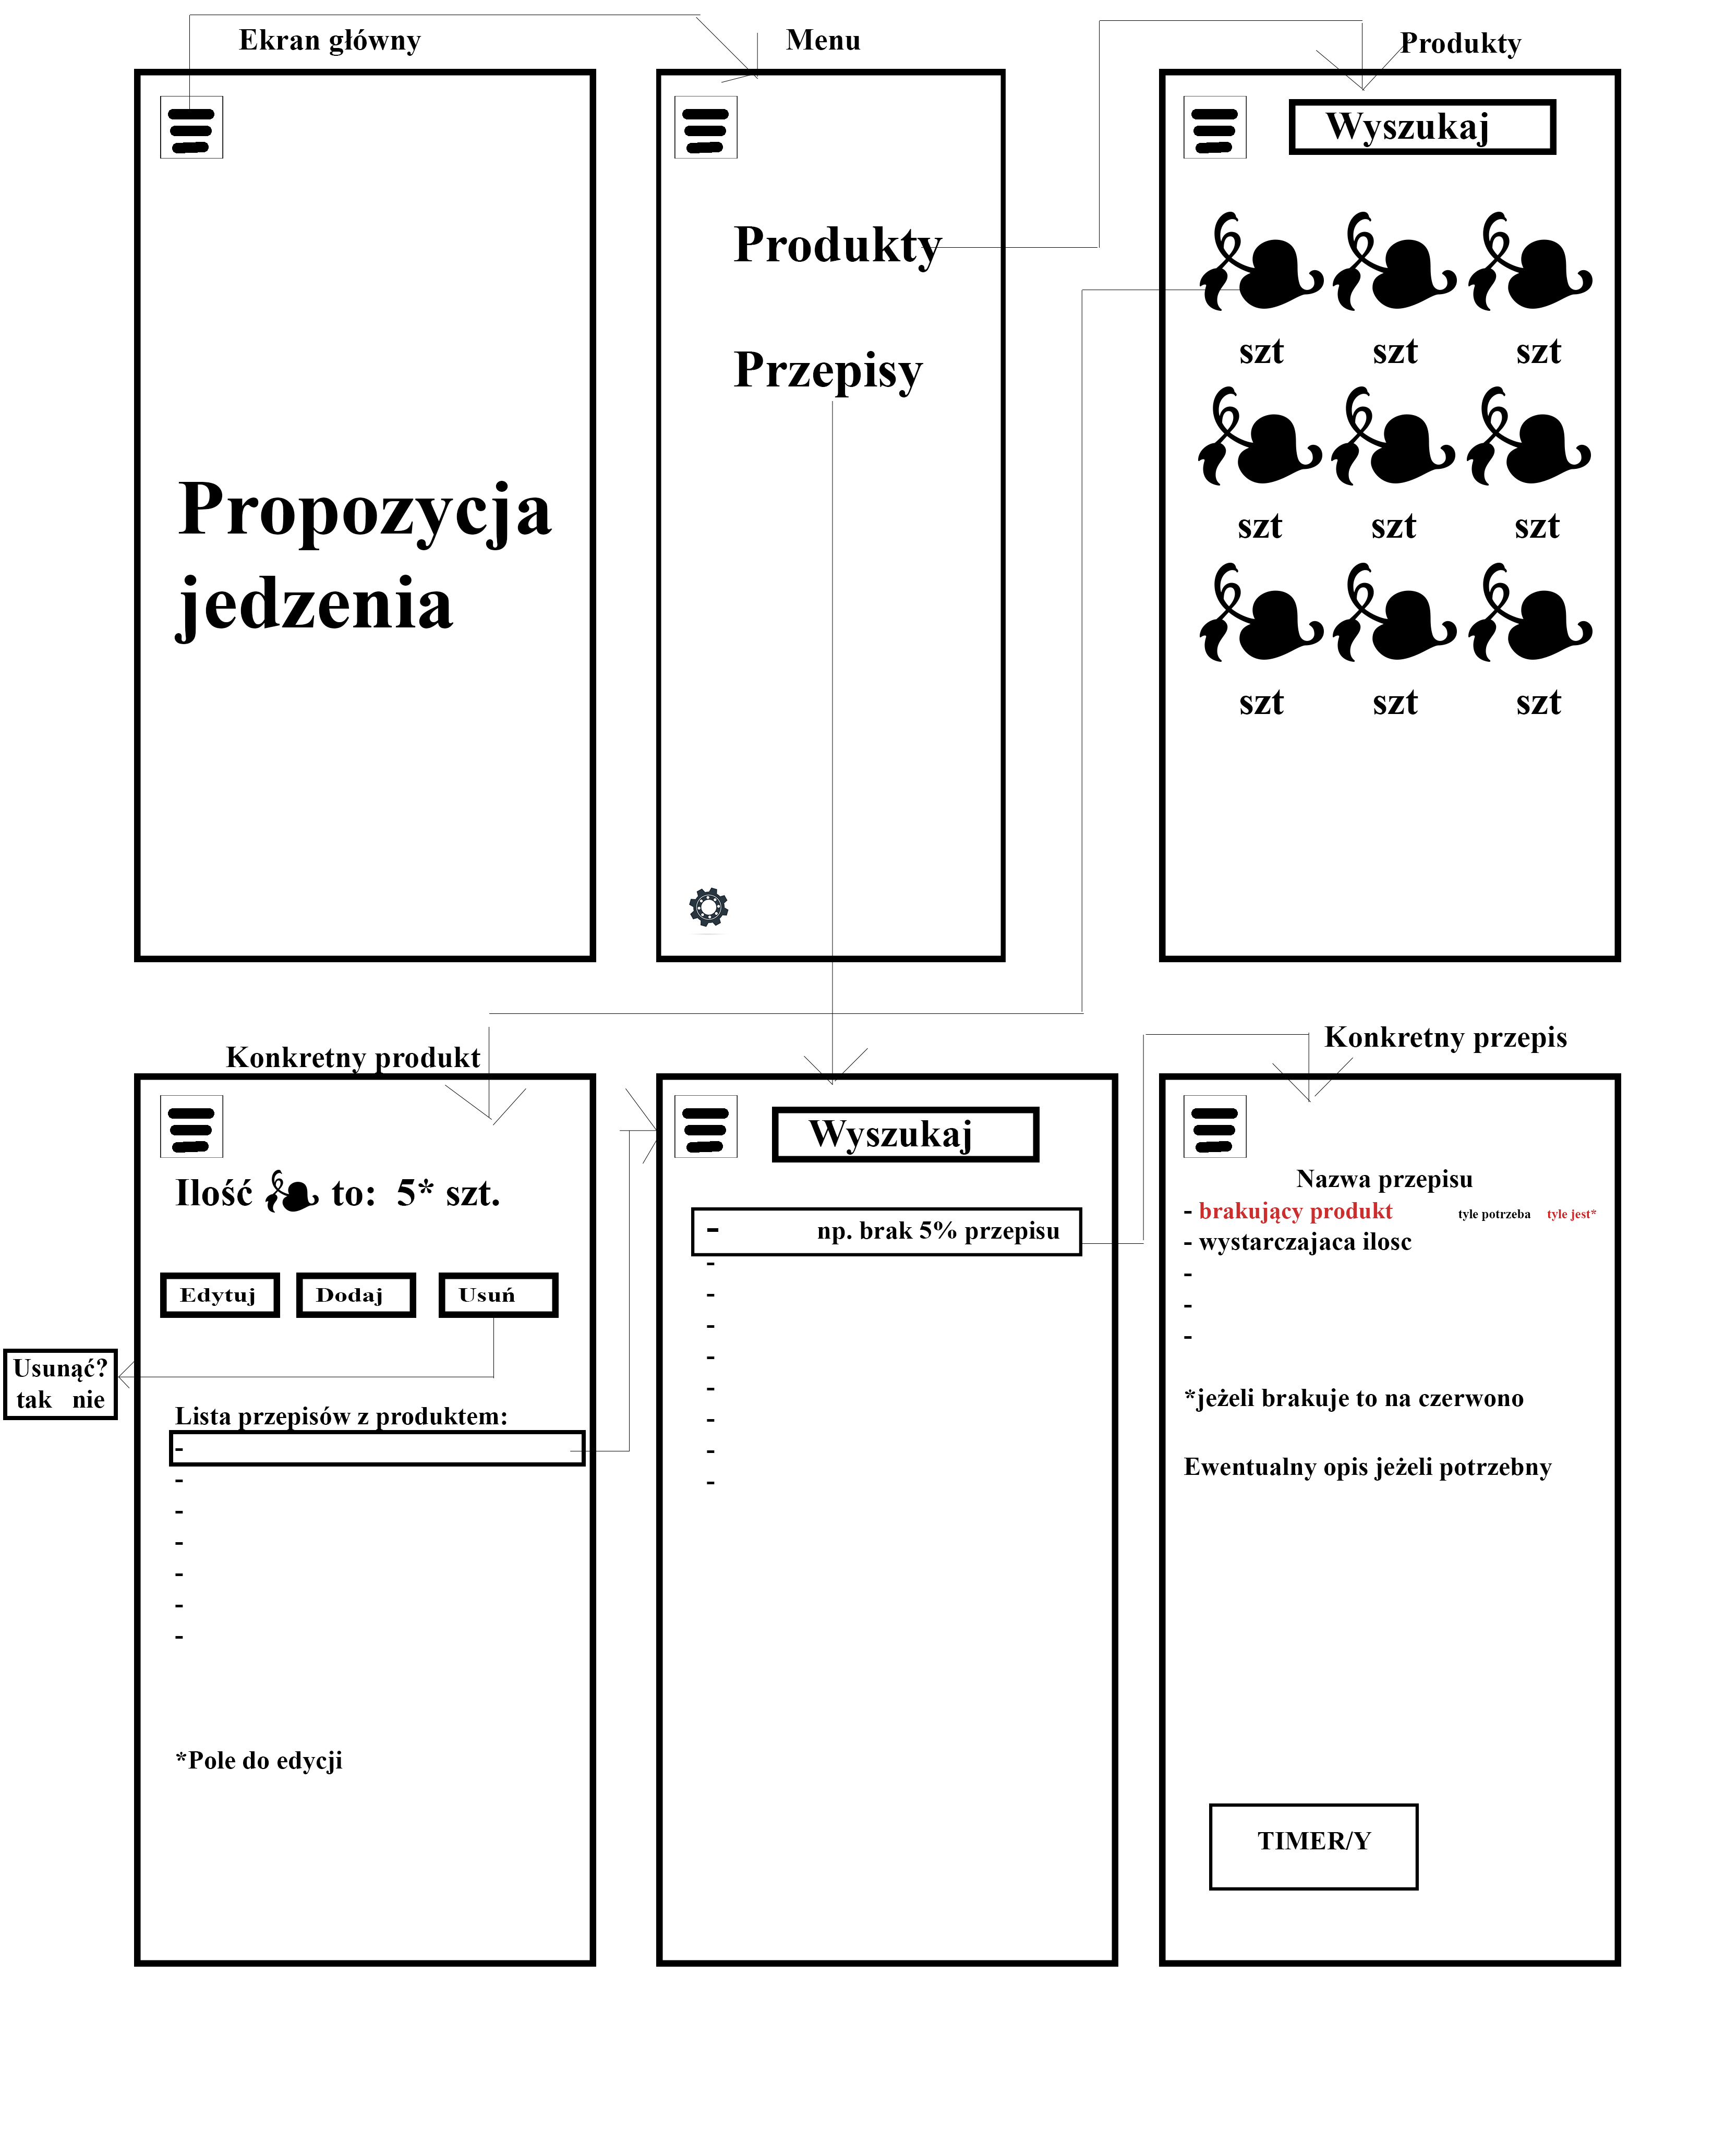 Ekran główny
Menu
Produkty
Wyszukaj
Produkty
Przepisy
Propozycja
jedzenia
szt szt szt
szt szt szt
szt szt szt
Konkretny produkt
Konkretny przepis
Ilość to: 5* szt.
Edytuj Dodaj Usuń
Usunąć?
tak nie
Lista przepisów z produktem:
-
-
-
-
-
-
-
*Pole do edycji
Wyszukaj
- np. brak 5% przepisu
-
-
-
-
-
-
-
-
Nazwa przepisu
- brakujący produkt tyle potrzeba tyle jest*
- wystarczajaca ilosc
-
-
-
*jeżeli brakuje to na czerwono
Ewentualny opis jeżeli potrzebny
TIMER/Y